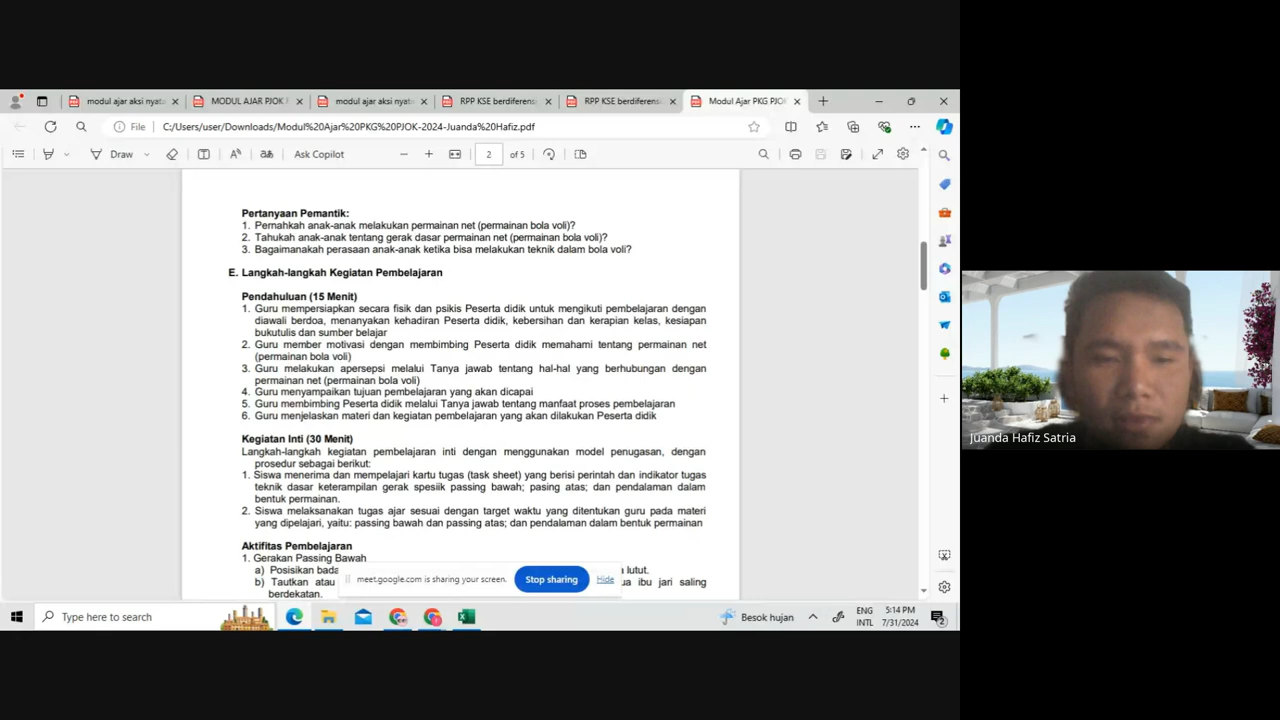 modul ajar aksi nyata
MODUL AJAR PJOK
modul ajar aksi nyata
RPP KSE berdiferensi
RPP KSE berdiferensi
Modul Ajar PKG PJOK
File
C:/Users/user/Downloads/Modul%20Ajar%20PKG%20PJOK-2024-Juanda%20Hafiz.pdf
Draw
Ask Copilot
2 of 5
Pertanyaan Pemantik:
1. Pernahkah anak-anak melakukan permainan net (permainan bola voli)?
2. Tahukah anak-anak tentang gerak dasar permainan net (permainan bola voli)?
3. Bagaimanakah perasaan anak-anak ketika bisa melakukan teknik dalam bola voli?
E. Langkah-langkah Kegiatan Pembelajaran
Pendahuluan (15 Menit)
1. Guru mempersiapkan secara fisik dan psikis Peserta didik untuk mengikuti pembelajaran dengan
diawali berdoa, menanyakan kehadiran Peserta didik, kebersihan dan kerapian kelas, kesiapan
bukutulis dan sumber belajar
2. Guru member motivasi dengan membimbing Peserta didik memahami tentang permainan net
(permainan bola voli)
3. Guru melakukan apersepsi melalui Tanya jawab tentang hal-hal yang berhubungan dengan
permainan net (permainan bola voli)
4. Guru menyampaikan tujuan pembelajaran yang akan dicapai
5. Guru membimbing Peserta didik melalui Tanya jawab tentang manfaat proses pembelajaran
6. Guru menjelaskan materi dan kegiatan pembelajaran yang akan dilakukan Peserta didik
Kegiatan Inti (30 Menit)
Langkah-langkah kegiatan pembelajaran inti dengan menggunakan model penugasan, dengan
prosedur sebagai berikut:
1. Siswa menerima dan mempelajari kartu tugas (task sheet) yang berisi perintah dan indikator tugas
teknik dasar keterampilan gerak spesiik passing bawah; pasing atas; dan pendalaman dalam
bentuk permainan.
2. Siswa melaksanakan tugas ajar sesuai dengan target waktu yang ditentukan guru pada materi
yang dipelajari, yaitu: passing bawah dan passing atas; dan pendalaman dalam bentuk permainan
Aktifitas Pembelajaran
1. Gerakan Passing Bawah
a) Posisikan bada
lutut.
b) Tautkan atau
ibu jari saling
berdekatan.
meet.google.com is sharing your screen.
Stop sharing
Hide
Juanda Hafiz Satria
Type here to search
Besok hujan
ENG
INTL
5:14 PM
7/31/2024
2